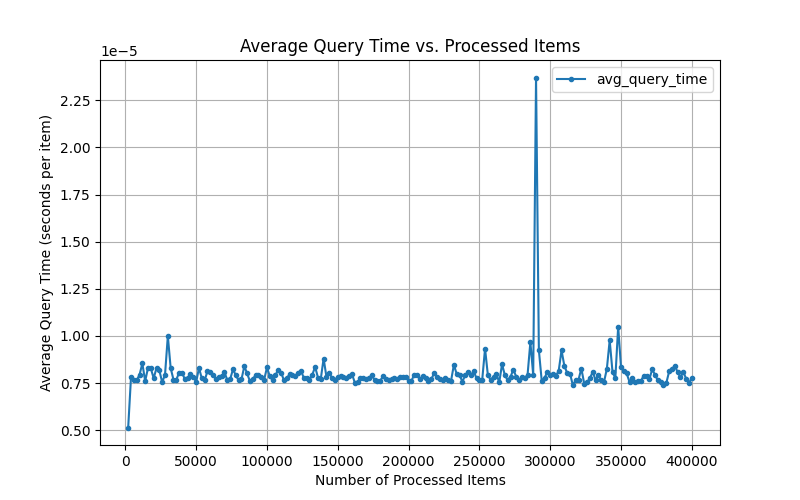 Average Query Time vs. Processed Items
1e−5
avg_query_time
2.25
2.00
1.75
1.50
1.25
1.00
0.75
0.50
Average Query Time (seconds per item)
0 50000 100000 150000 200000 250000 300000 350000 400000
Number of Processed Items